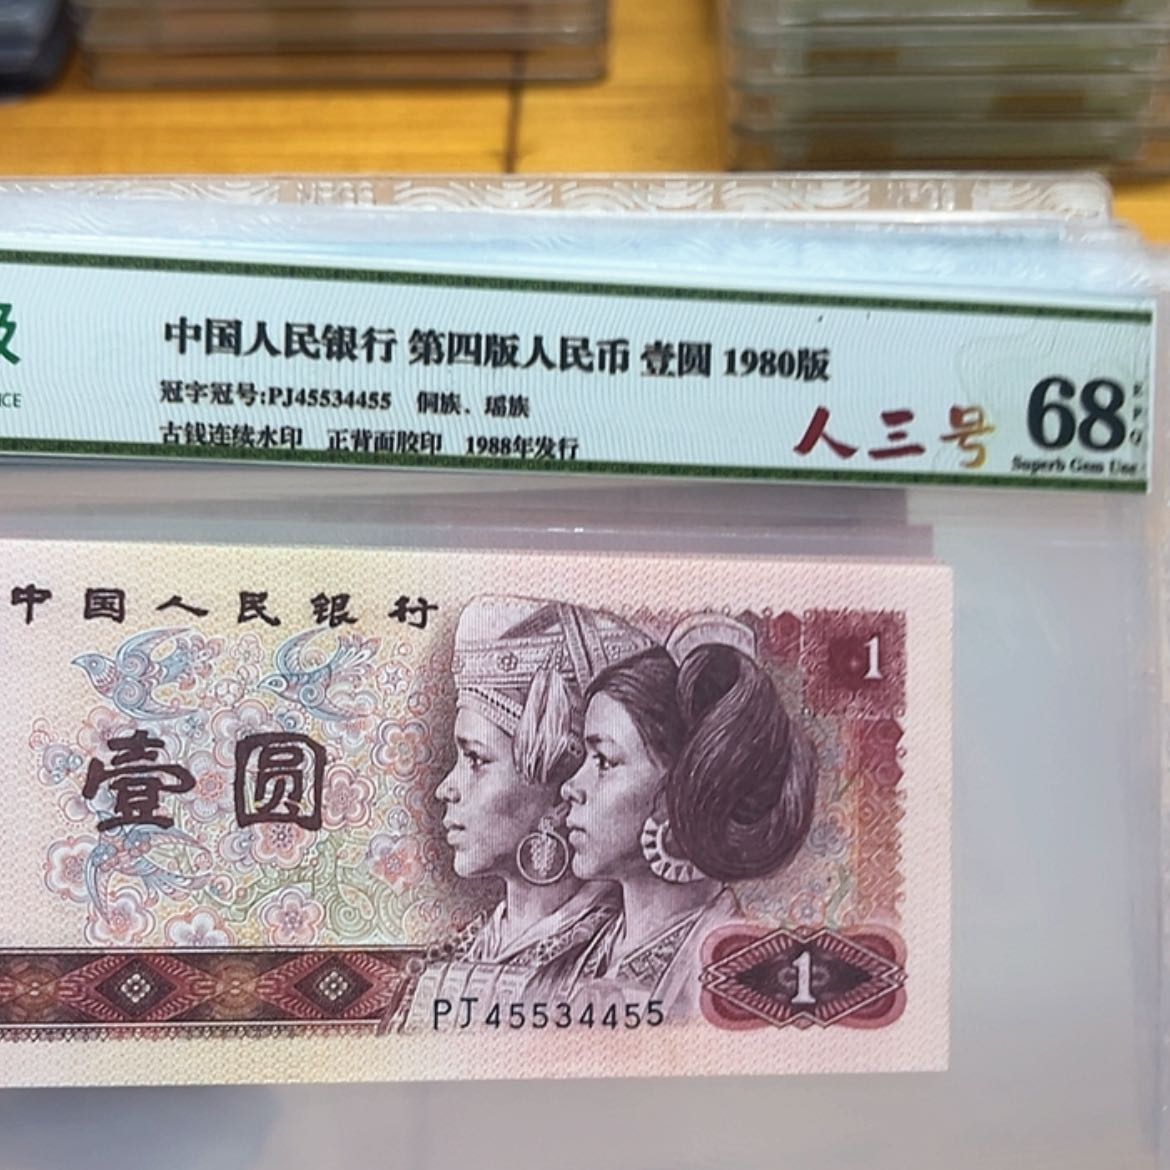 级
NCE
中国人民银行 第四版人民币 壹圆 1980版
冠字冠号:PJ45534455 侗族、瑶族
古钱连续水印 正背面胶印 1988年发行
人三号
68
EPQ
Superb Gem Unc
中国人民银行
1
壹圆
1
PJ45534455